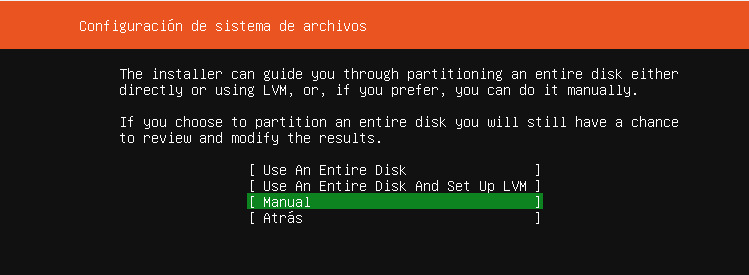 Configuración de sistema de archivos
The installer can guide you through partitioning an entire disk either
directly or using LVM, or, if you prefer, you can do it manually.
If you choose to partition an entire disk you will still have a chance
to review and modify the results.
[ Use An Entire Disk ]
[ Use An Entire Disk And Set Up LVM ]
[ Manual ]
[ Atrás ]